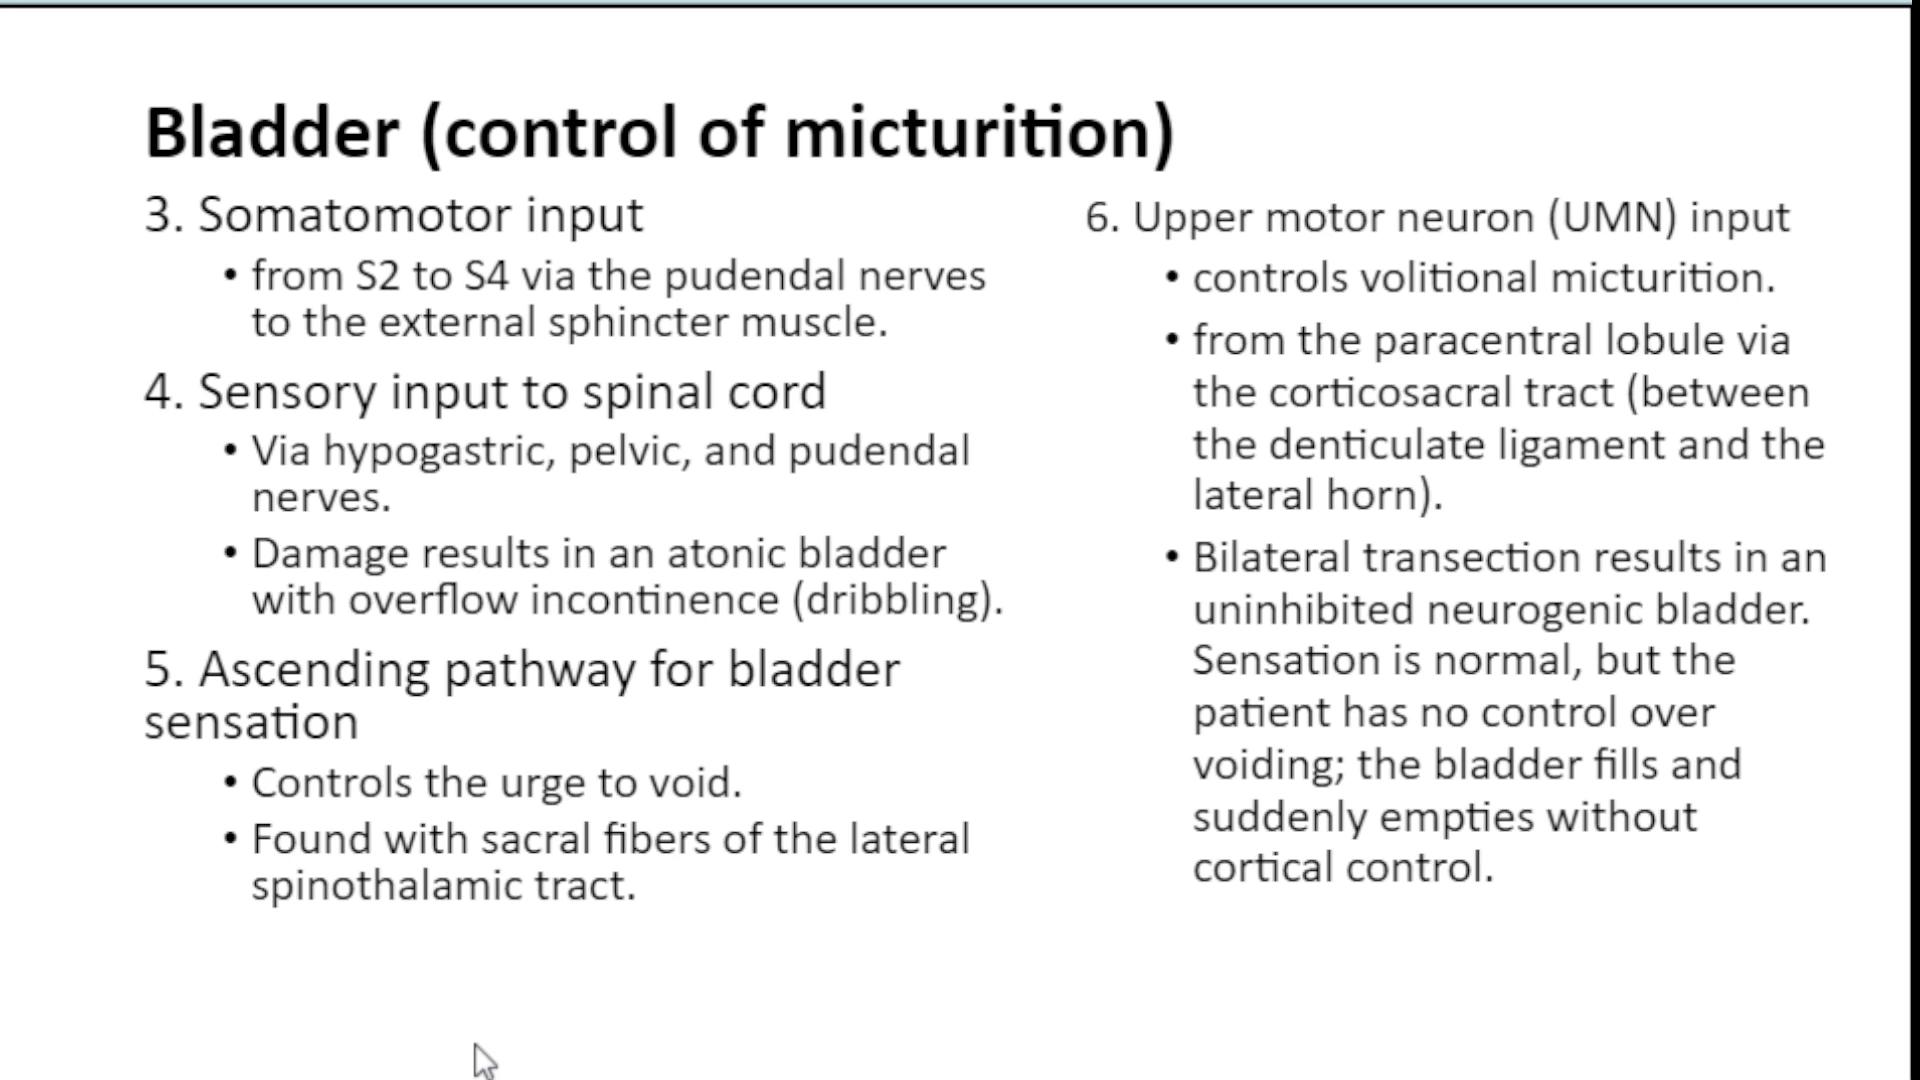 Bladder (control of micturition)
3. Somatomotor input
• from S2 to S4 via the pudendal nerves
to the external sphincter muscle.
4. Sensory input to spinal cord
• Via hypogastric, pelvic, and pudendal
nerves.
• Damage results in an atonic bladder
with overflow incontinence (dribbling).
5. Ascending pathway for bladder
sensation
• Controls the urge to void.
• Found with sacral fibers of the lateral
spinothalamic tract.
6. Upper motor neuron (UMN) input
• controls volitional micturition.
• from the paracentral lobule via
the corticosacral tract (between
the denticulate ligament and the
lateral horn).
• Bilateral transection results in an
uninhibited neurogenic bladder.
Sensation is normal, but the
patient has no control over
voiding; the bladder fills and
suddenly empties without
cortical control.